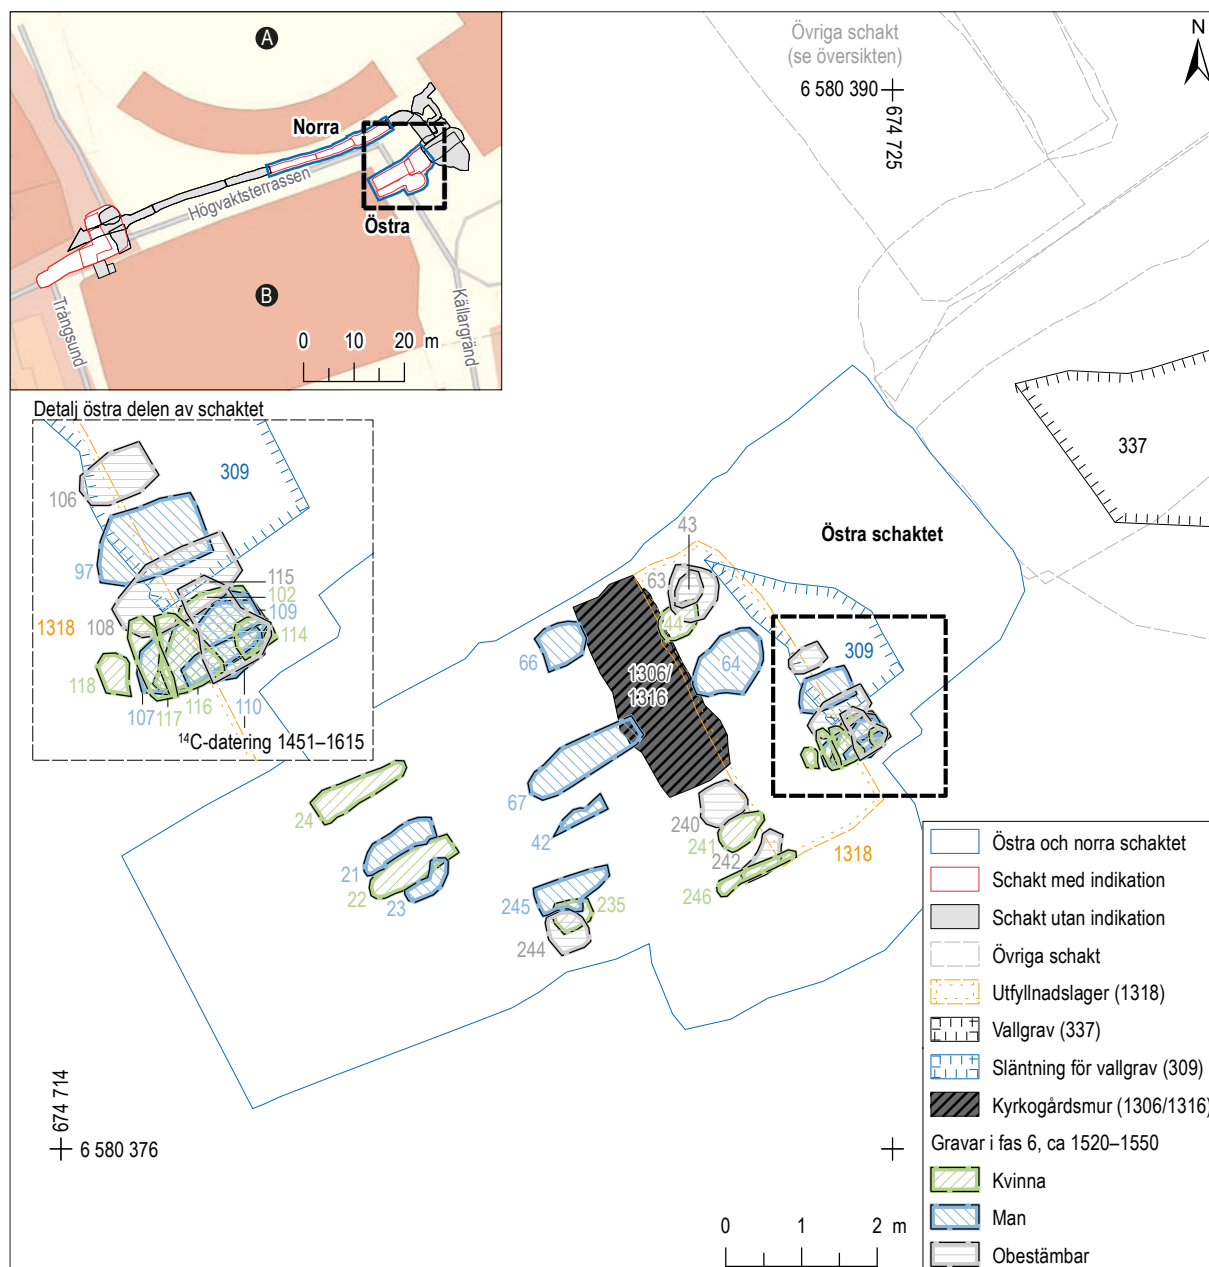 A
Norra
Högvaktsterrassen
Östra
B
Trångsund
Källargränd
0 10 20 m
Övriga schakt
(se översikten)
6 580 390
674 725
N
Detalj östra delen av schaktet
309
106
97
115
102
109
1318
108
114
118
107
117
116
110
¹⁴C-datering 1451–1615
337
Östra schaktet
43
63
44
66
64
309
1306/
1316
67
24
42
240
21
241
22
242
1318
23
246
245
235
244
674 714
6 580 376
0 1 2 m
Östra och norra schaktet
Schakt med indikation
Schakt utan indikation
Övriga schakt
Utfyllnadslager (1318)
Vallgrav (337)
Släntning för vallgrav (309)
Kyrkogårdsmur (1306/1316)
Gravar i fas 6, ca 1520–1550
Kvinna
Man
Obestämbar